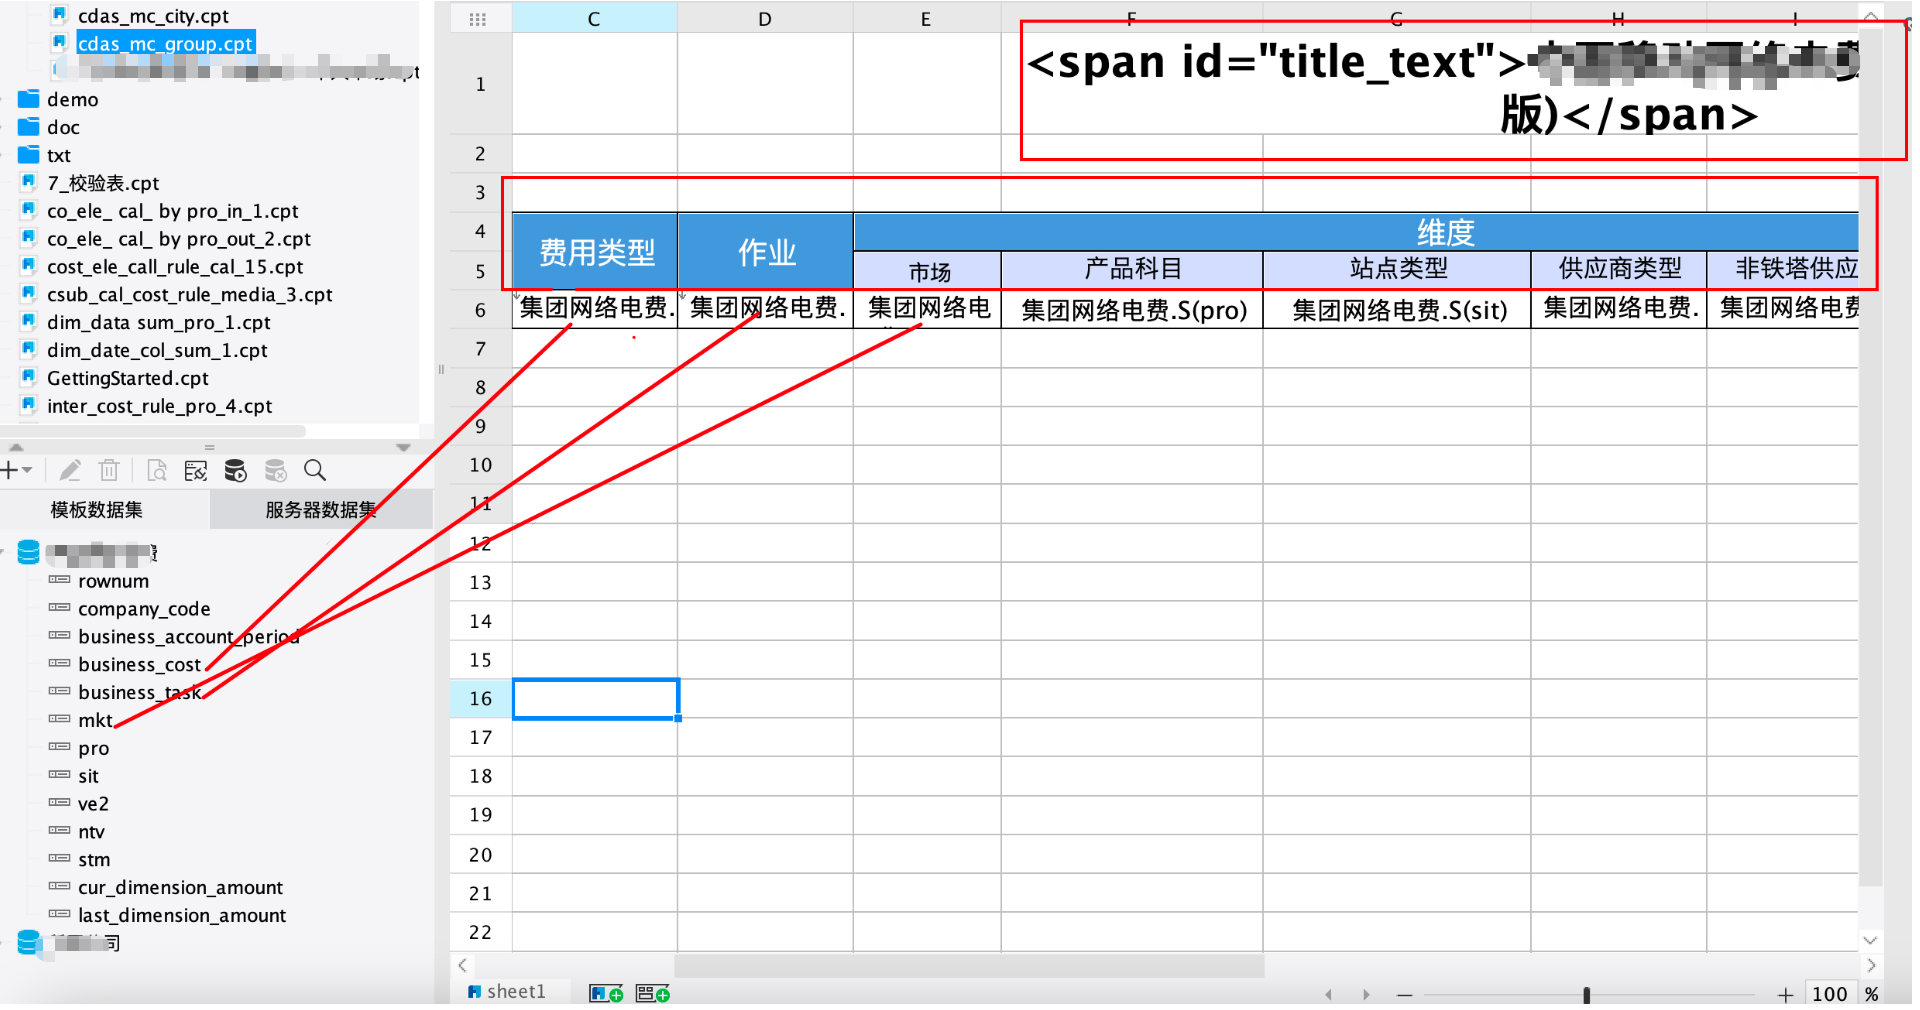 cdas_mc_city.cpt
cdas_mc_group.cpt
demo
doc
txt
7_校验表.cpt
co_ele_ cal_ by pro_in_1.cpt
co_ele_ cal_ by pro_out_2.cpt
cost_ele_call_rule_cal_15.cpt
csub_cal_cost_rule_media_3.cpt
dim_data sum_pro_1.cpt
dim_date_col_sum_1.cpt
GettingStarted.cpt
inter_cost_rule_pro_4.cpt
模板数据集
服务器数据集
rownum
company_code
business_account_period
business_cost
business_task
mkt
pro
sit
ve2
ntv
stm
cur_dimension_amount
last_dimension_amount
司
C D E F G H I
1
<span id="title_text">
版)</span>
2
3
4
费用类型 作业 维度
5
市场 产品科目 站点类型 供应商类型 非铁塔供应
6
集团网络电费. 集团网络电费. 集团网络电 集团网络电费.S(pro) 集团网络电费.S(sit) 集团网络电费. 集团网络电费
7
8
9
10
11
12
13
14
15
16
17
18
19
20
21
22
sheet1
100 %